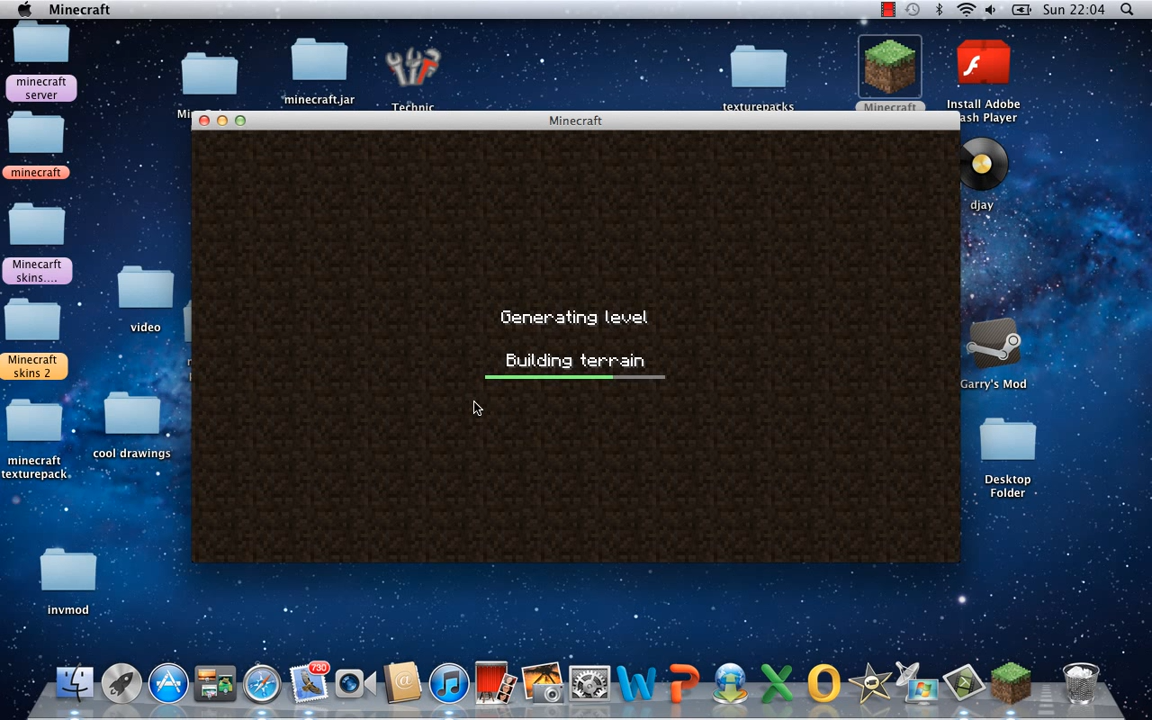 Minecraft
Sun 22:04
minecraft
server
minecraft.jar
Technic
texturepacks
Minecraft
Install Adobe
ash Player
Minecraft
minecraft
djay
Minecarft
skins....
video
Generating level
Building terrain
Minecraft
skins 2
Garry's Mod
cool drawings
minecraft
texturepack
Desktop
Folder
invmod
730